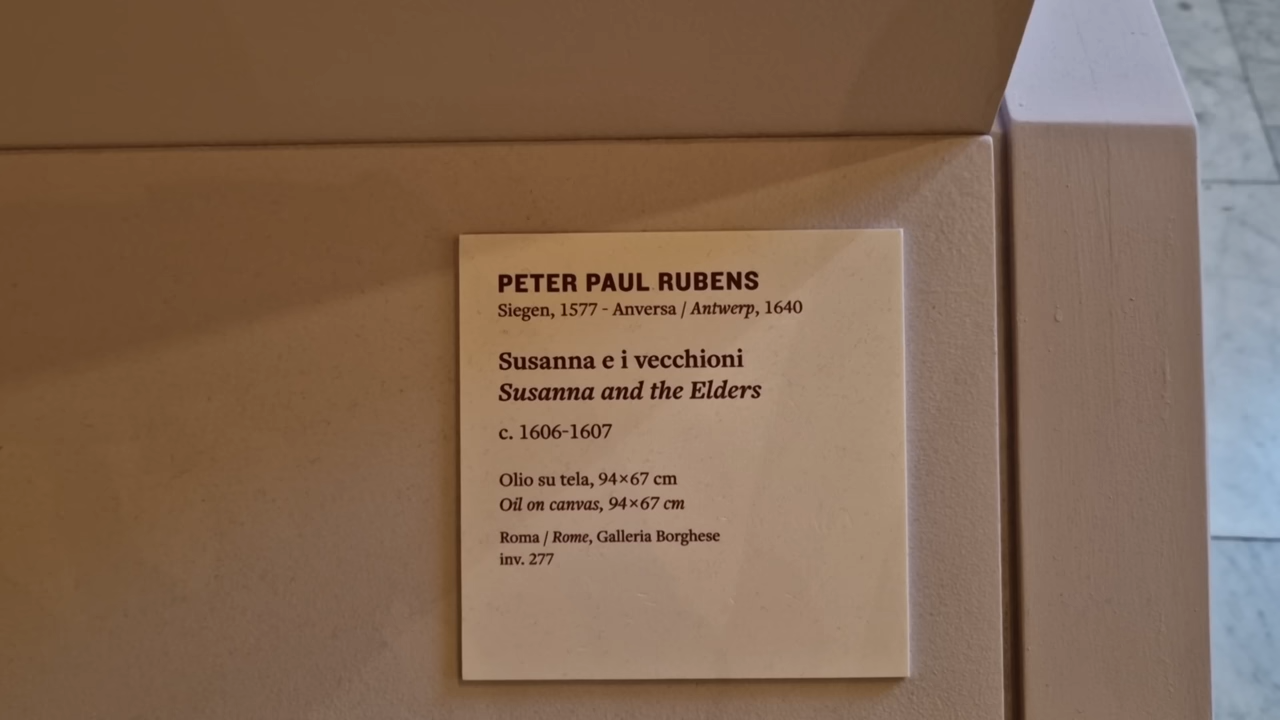 PETER PAUL RUBENS
Siegen, 1577 - Anversa / Antwerp, 1640
Susanna e i vecchioni
Susanna and the Elders
c. 1606-1607
Olio su tela, 94×67 cm
Oil on canvas, 94×67 cm
Roma / Rome, Galleria Borghese
inv. 277